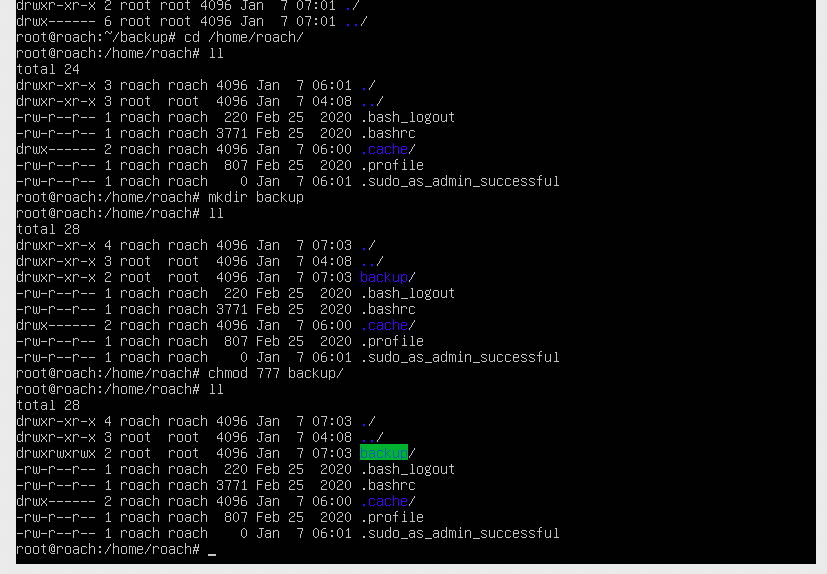 drwxr-xr-x 2 root root 4096 Jan  7 07:01 ./
drwx------ 6 root root 4096 Jan  7 07:01 ../
root@roach:~/backup# cd /home/roach/
root@roach:/home/roach# ll
total 24
drwxr-xr-x 3 roach roach 4096 Jan  7 06:01 ./
drwxr-xr-x 3 root  root  4096 Jan  7 04:08 ../
-rw-r--r-- 1 roach roach  220 Feb 25  2020 .bash_logout
-rw-r--r-- 1 roach roach 3771 Feb 25  2020 .bashrc
drwx------ 2 roach roach 4096 Jan  7 06:00 .cache/
-rw-r--r-- 1 roach roach  807 Feb 25  2020 .profile
-rw-r--r-- 1 roach roach    0 Jan  7 06:01 .sudo_as_admin_successful
root@roach:/home/roach# mkdir backup
root@roach:/home/roach# ll
total 28
drwxr-xr-x 4 roach roach 4096 Jan  7 07:03 ./
drwxr-xr-x 3 root  root  4096 Jan  7 04:08 ../
drwxr-xr-x 2 root  root  4096 Jan  7 07:03 backup/
-rw-r--r-- 1 roach roach  220 Feb 25  2020 .bash_logout
-rw-r--r-- 1 roach roach 3771 Feb 25  2020 .bashrc
drwx------ 2 roach roach 4096 Jan  7 06:00 .cache/
-rw-r--r-- 1 roach roach  807 Feb 25  2020 .profile
-rw-r--r-- 1 roach roach    0 Jan  7 06:01 .sudo_as_admin_successful
root@roach:/home/roach# chmod 777 backup/
root@roach:/home/roach# ll
total 28
drwxr-xr-x 4 roach roach 4096 Jan  7 07:03 ./
drwxr-xr-x 3 root  root  4096 Jan  7 04:08 ../
drwxrwxrwx 2 root  root  4096 Jan  7 07:03 backup/
-rw-r--r-- 1 roach roach  220 Feb 25  2020 .bash_logout
-rw-r--r-- 1 roach roach 3771 Feb 25  2020 .bashrc
drwx------ 2 roach roach 4096 Jan  7 06:00 .cache/
-rw-r--r-- 1 roach roach  807 Feb 25  2020 .profile
-rw-r--r-- 1 roach roach    0 Jan  7 06:01 .sudo_as_admin_successful
root@roach:/home/roach# _